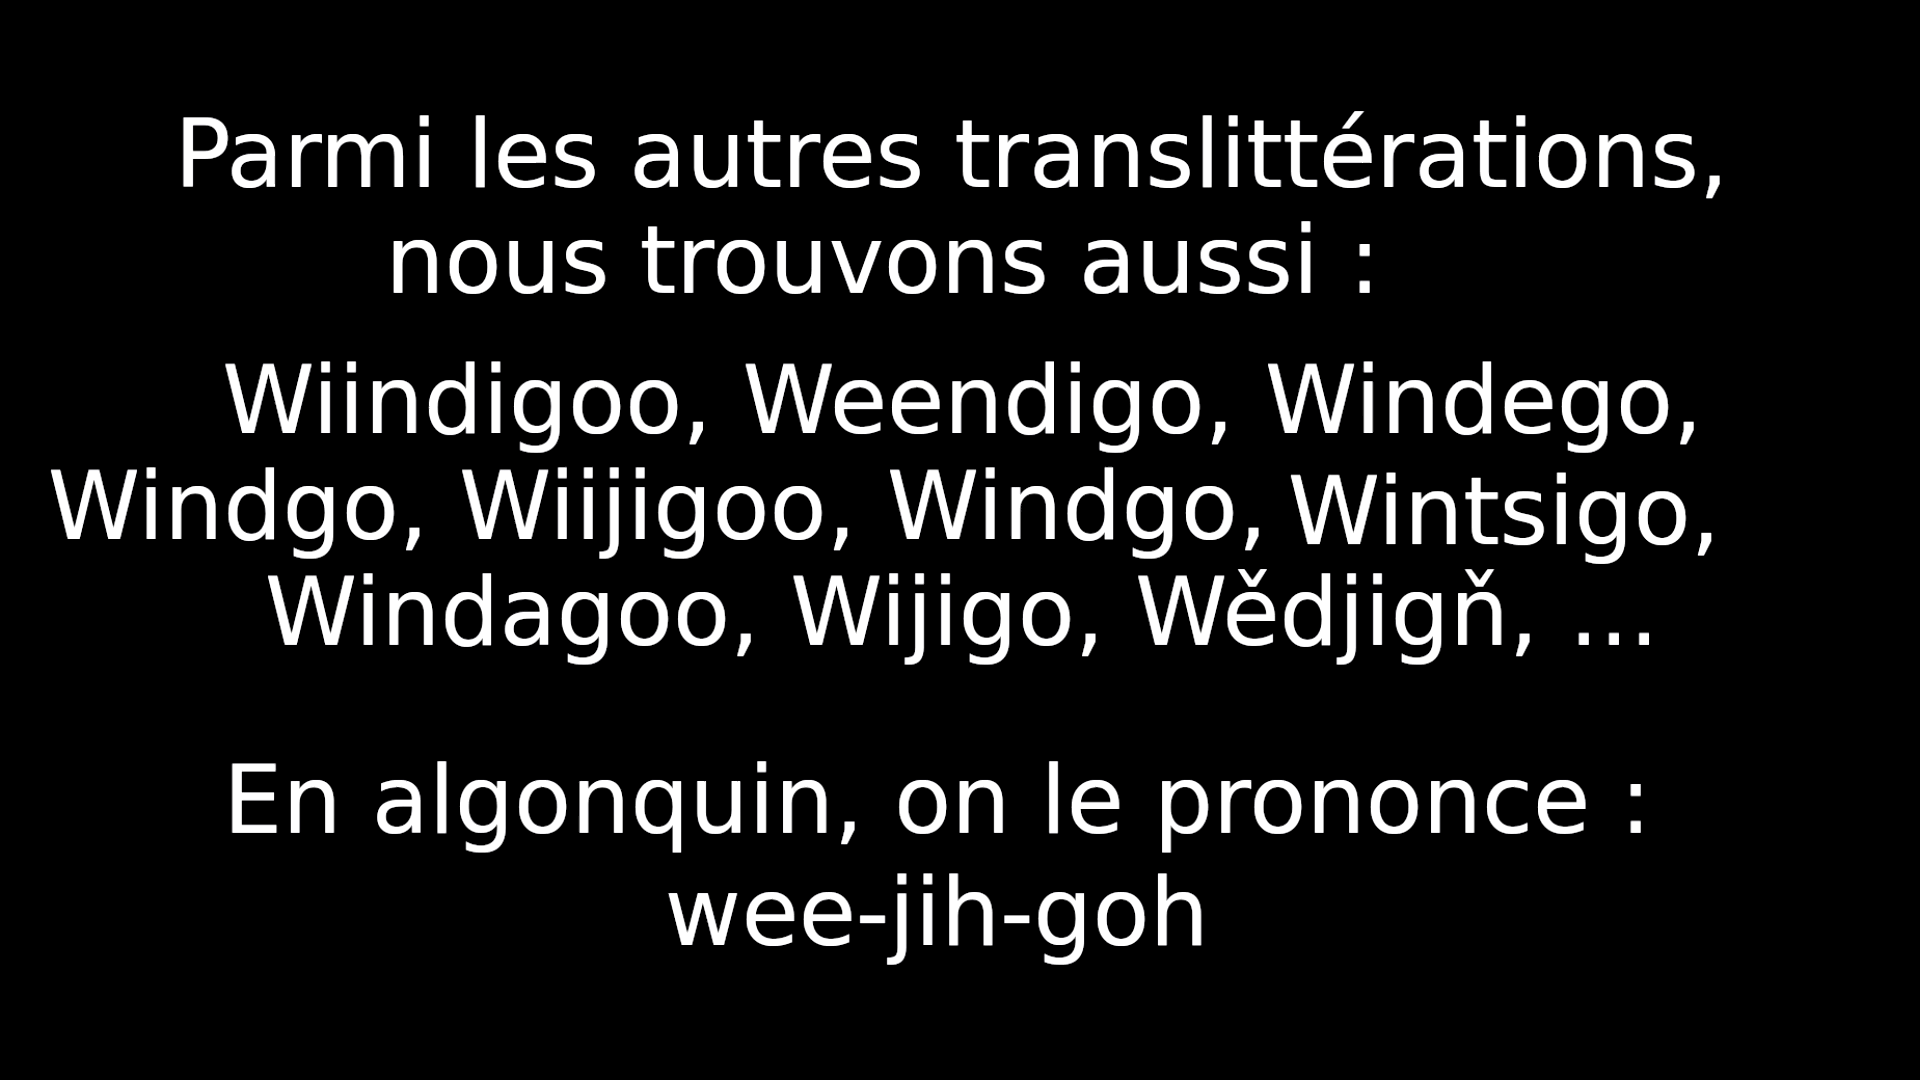 Parmi les autres translittérations,
nous trouvons aussi :
Wiindigoo, Weendigo, Windego,
Windgo, Wiijigoo, Windgo, Wintsigo,
Windagoo, Wijigo, Wědjigň, ...
En algonquin, on le prononce :
wee-jih-goh